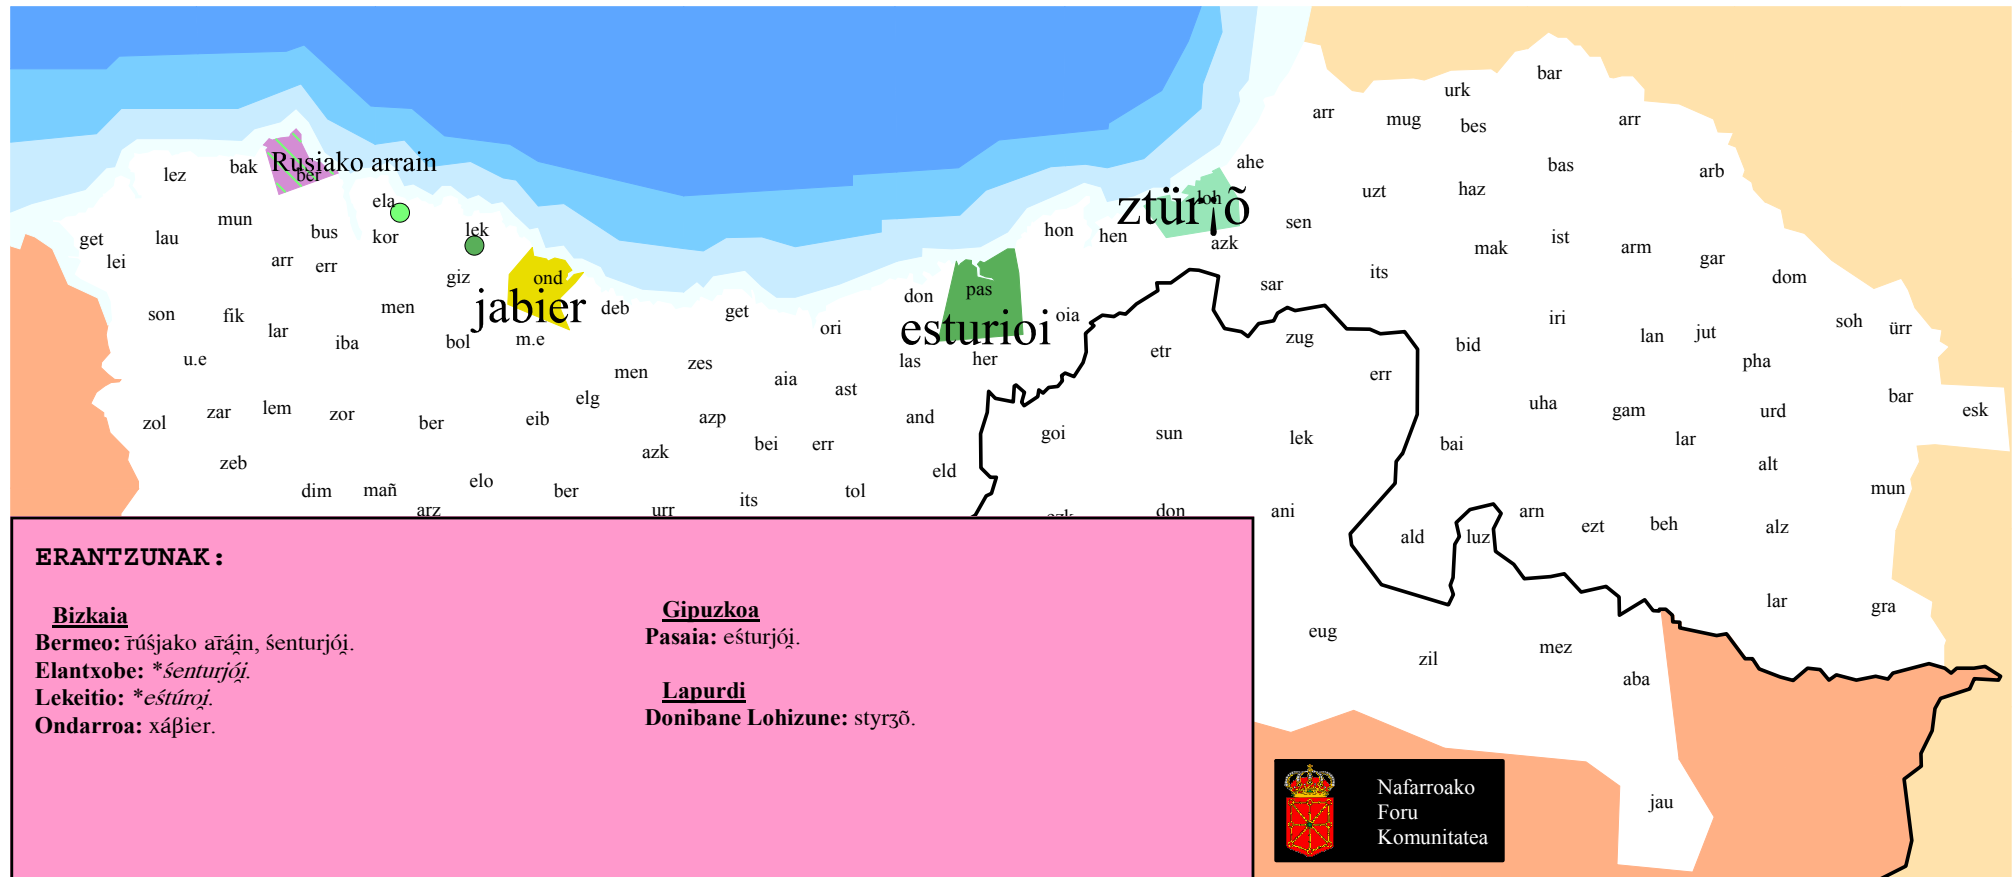 bar
urk
arr
mug
bes
arr
ahe
bas
arb
lez
bak
Rusiako arrain
ber
uzt
haz
ela
ztür¡õ
loh
mun
lek
sen
get
lau
bus
kor
hon
hen
azk
mak
ist
arm
gar
lei
arr
err
giz
ond
its
dom
jabier
sar
don
pas
son
fik
men
deb
get
oia
esturioi
ori
iri
soh
ürr
lar
iba
bol
m.e
zug
bid
lan
jut
u.e
zes
las
her
etr
pha
men
aia
ast
err
elg
bar
zol
zar
lem
zor
ber
eib
azp
and
uha
gam
urd
esk
goi
sun
lek
bai
lar
azk
bei
err
zeb
eld
alt
dim
mañ
elo
ber
its
tol
mun
arz
urr
don
ani
arn
ezt
beh
alz
ald
luz
lar
gra
eug
zil
mez
aba
jau
ERANTZUNAK:
Bizkaia
Bermeo: r̄úśjako ar̄ái̯n, śenturjói̯.
Elantxobe: *śenturjói̯.
Lekeitio: *eśtúroi̯.
Ondarroa: xáβier.
Gipuzkoa
Pasaia: eśturjói̯.
Lapurdi
Donibane Lohizune: styrʒõ.
Nafarroako
Foru
Komunitatea